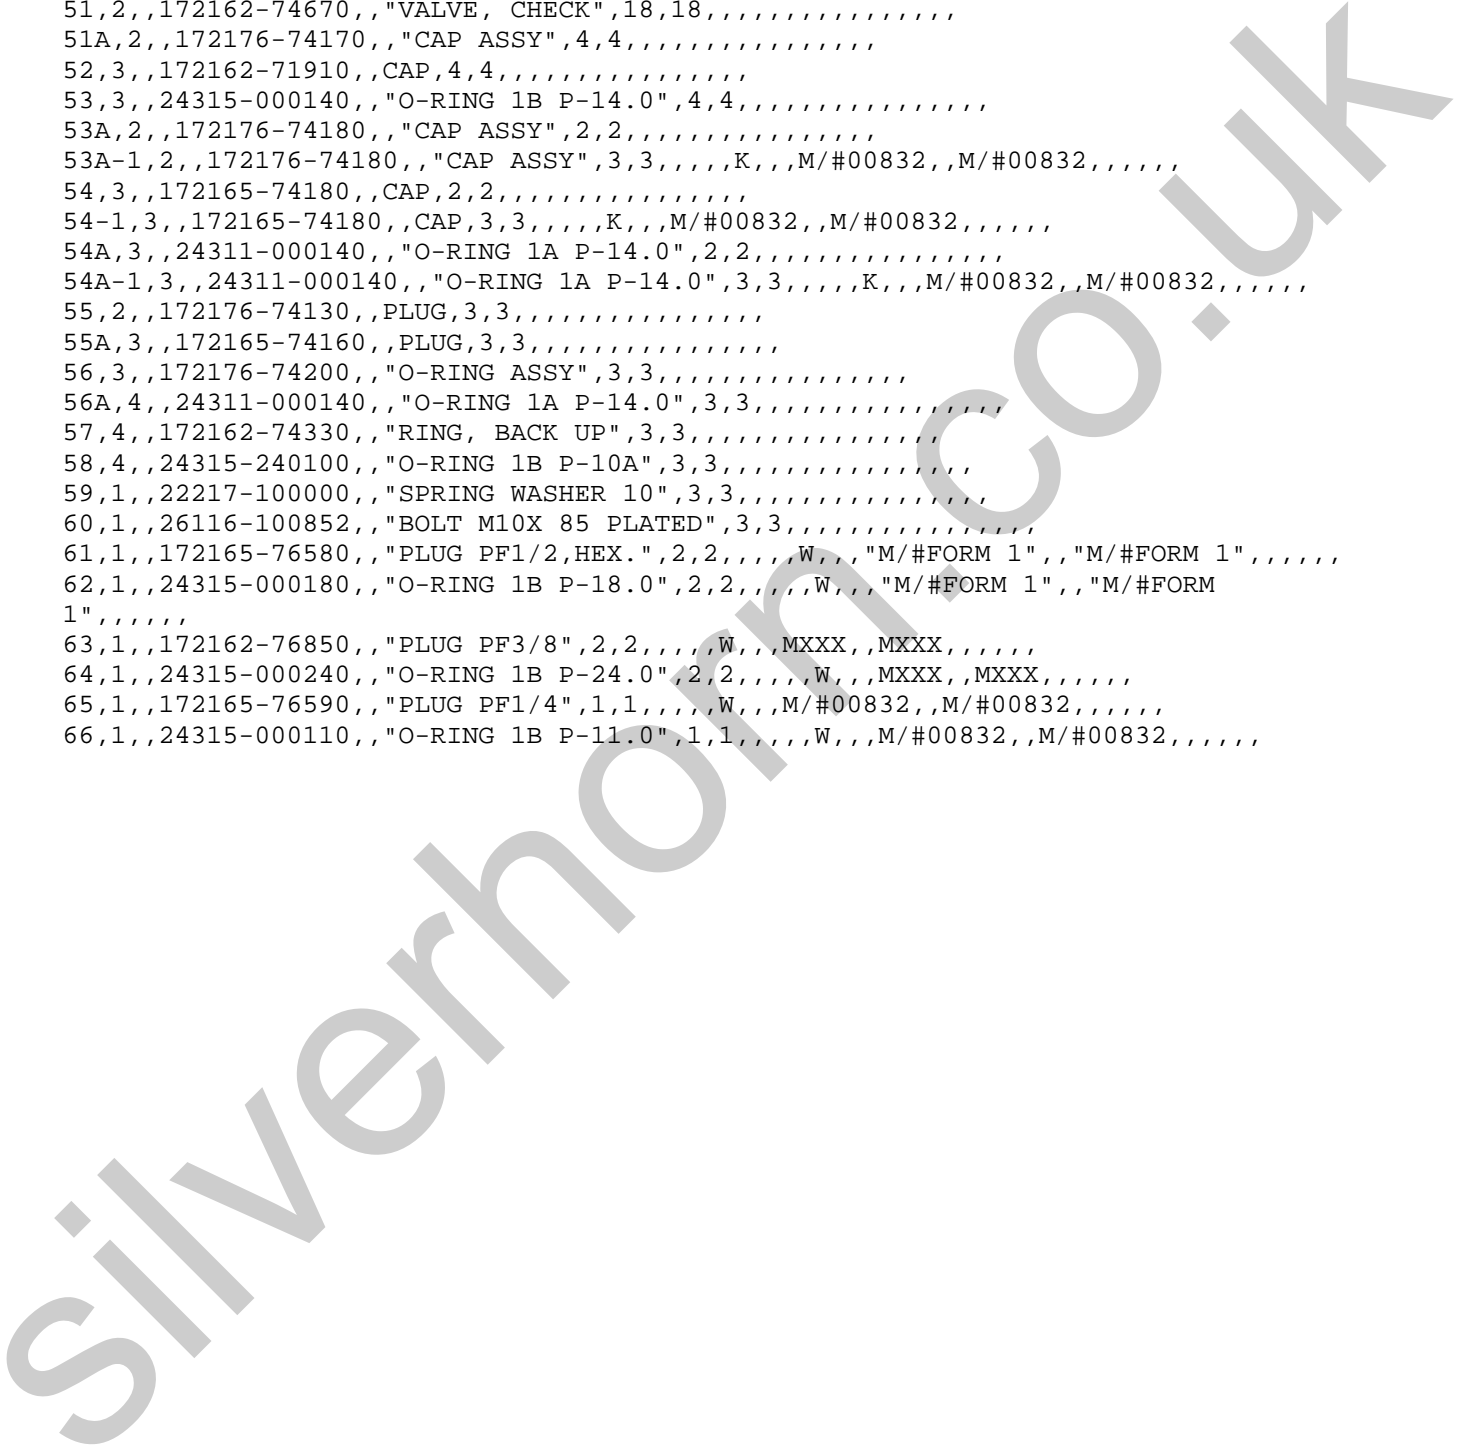 51,2,,172162-74670,,"VALVE, CHECK",18,18,,,,,,,,,,,,,,,,
51A,2,,172176-74170,,"CAP ASSY",4,4,,,,,,,,,,,,,,,,
52,3,,172162-71910,,CAP,4,4,,,,,,,,,,,,,,,,
53,3,,24315-000140,,"O-RING 1B P-14.0",4,4,,,,,,,,,,,,,,,,
53A,2,,172176-74180,,"CAP ASSY",2,2,,,,,,,,,,,,,,,,
53A-1,2,,172176-74180,,"CAP ASSY",3,3,,,,,K,,,M/#00832,,M/#00832,,,,,,
54,3,,172165-74180,,CAP,2,2,,,,,,,,,,,,,,,,
54-1,3,,172165-74180,,CAP,3,3,,,,,K,,,M/#00832,,M/#00832,,,,,,
54A,3,,24311-000140,,"O-RING 1A P-14.0",2,2,,,,,,,,,,,,,,,,
54A-1,3,,24311-000140,,"O-RING 1A P-14.0",3,3,,,,,K,,,M/#00832,,M/#00832,,,,,,
55,2,,172176-74130,,PLUG,3,3,,,,,,,,,,,,,,,,
55A,3,,172165-74160,,PLUG,3,3,,,,,,,,,,,,,,,,
56,3,,172176-74200,,"O-RING ASSY",3,3,,,,,,,,,,,,,,,,
56A,4,,24311-000140,,"O-RING 1A P-14.0",3,3,,,,,,,,,,,,,,,,
57,4,,172162-74330,,"RING, BACK UP",3,3,,,,,,,,,,,,,,,,
58,4,,24315-240100,,"O-RING 1B P-10A",3,3,,,,,,,,,,,,,,,,
59,1,,22217-100000,,"SPRING WASHER 10",3,3,,,,,,,,,,,,,,,,
60,1,,26116-100852,,"BOLT M10X 85 PLATED",3,3,,,,,,,,,,,,,,,,
61,1,,172165-76580,,"PLUG PF1/2,HEX.",2,2,,,,,W,,,"M/#FORM 1",,"M/#FORM 1",,,,,,
62,1,,24315-000180,,"O-RING 1B P-18.0",2,2,,,,,W,,,"M/#FORM 1",,"M/#FORM
1",,,,,,
63,1,,172162-76850,,"PLUG PF3/8",2,2,,,,,W,,,MXXX,,MXXX,,,,,,
64,1,,24315-000240,,"O-RING 1B P-24.0",2,2,,,,,W,,,MXXX,,MXXX,,,,,,
65,1,,172165-76590,,"PLUG PF1/4",1,1,,,,,W,,,M/#00832,,M/#00832,,,,,,
66,1,,24315-000110,,"O-RING 1B P-11.0",1,1,,,,,W,,,M/#00832,,M/#00832,,,,,,
silverhorn.co.uk